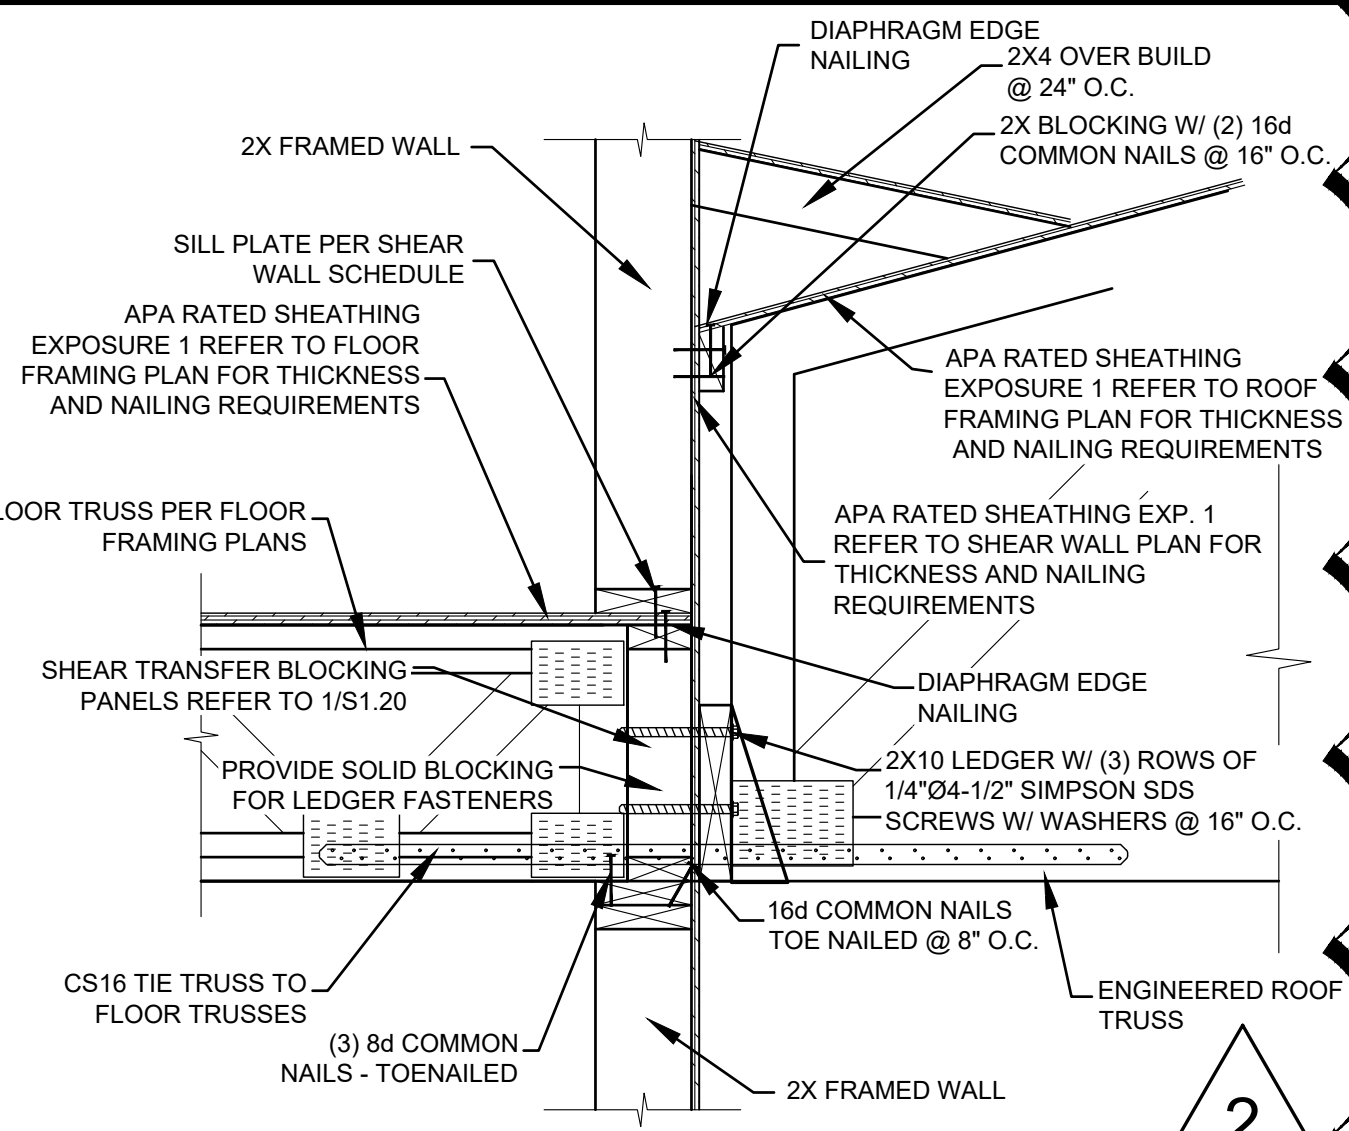 DIAPHRAGM EDGE
NAILING
2X4 OVER BUILD
@ 24" O.C.
2X BLOCKING W/ (2) 16d
COMMON NAILS @ 16" O.C.
2X FRAMED WALL
SILL PLATE PER SHEAR
WALL SCHEDULE
APA RATED SHEATHING
EXPOSURE 1 REFER TO FLOOR
FRAMING PLAN FOR THICKNESS
AND NAILING REQUIREMENTS
APA RATED SHEATHING
EXPOSURE 1 REFER TO ROOF
FRAMING PLAN FOR THICKNESS
AND NAILING REQUIREMENTS
LOOR TRUSS PER FLOOR
FRAMING PLANS
APA RATED SHEATHING EXP. 1
REFER TO SHEAR WALL PLAN FOR
THICKNESS AND NAILING
REQUIREMENTS
SHEAR TRANSFER BLOCKING
PANELS REFER TO 1/S1.20
DIAPHRAGM EDGE
NAILING
PROVIDE SOLID BLOCKING
FOR LEDGER FASTENERS
2X10 LEDGER W/ (3) ROWS OF
1/4"Ø4-1/2" SIMPSON SDS
SCREWS W/ WASHERS @ 16" O.C.
16d COMMON NAILS
TOE NAILED @ 8" O.C.
CS16 TIE TRUSS TO
FLOOR TRUSSES
ENGINEERED ROOF
TRUSS
(3) 8d COMMON
NAILS - TOENAILED
2X FRAMED WALL
2